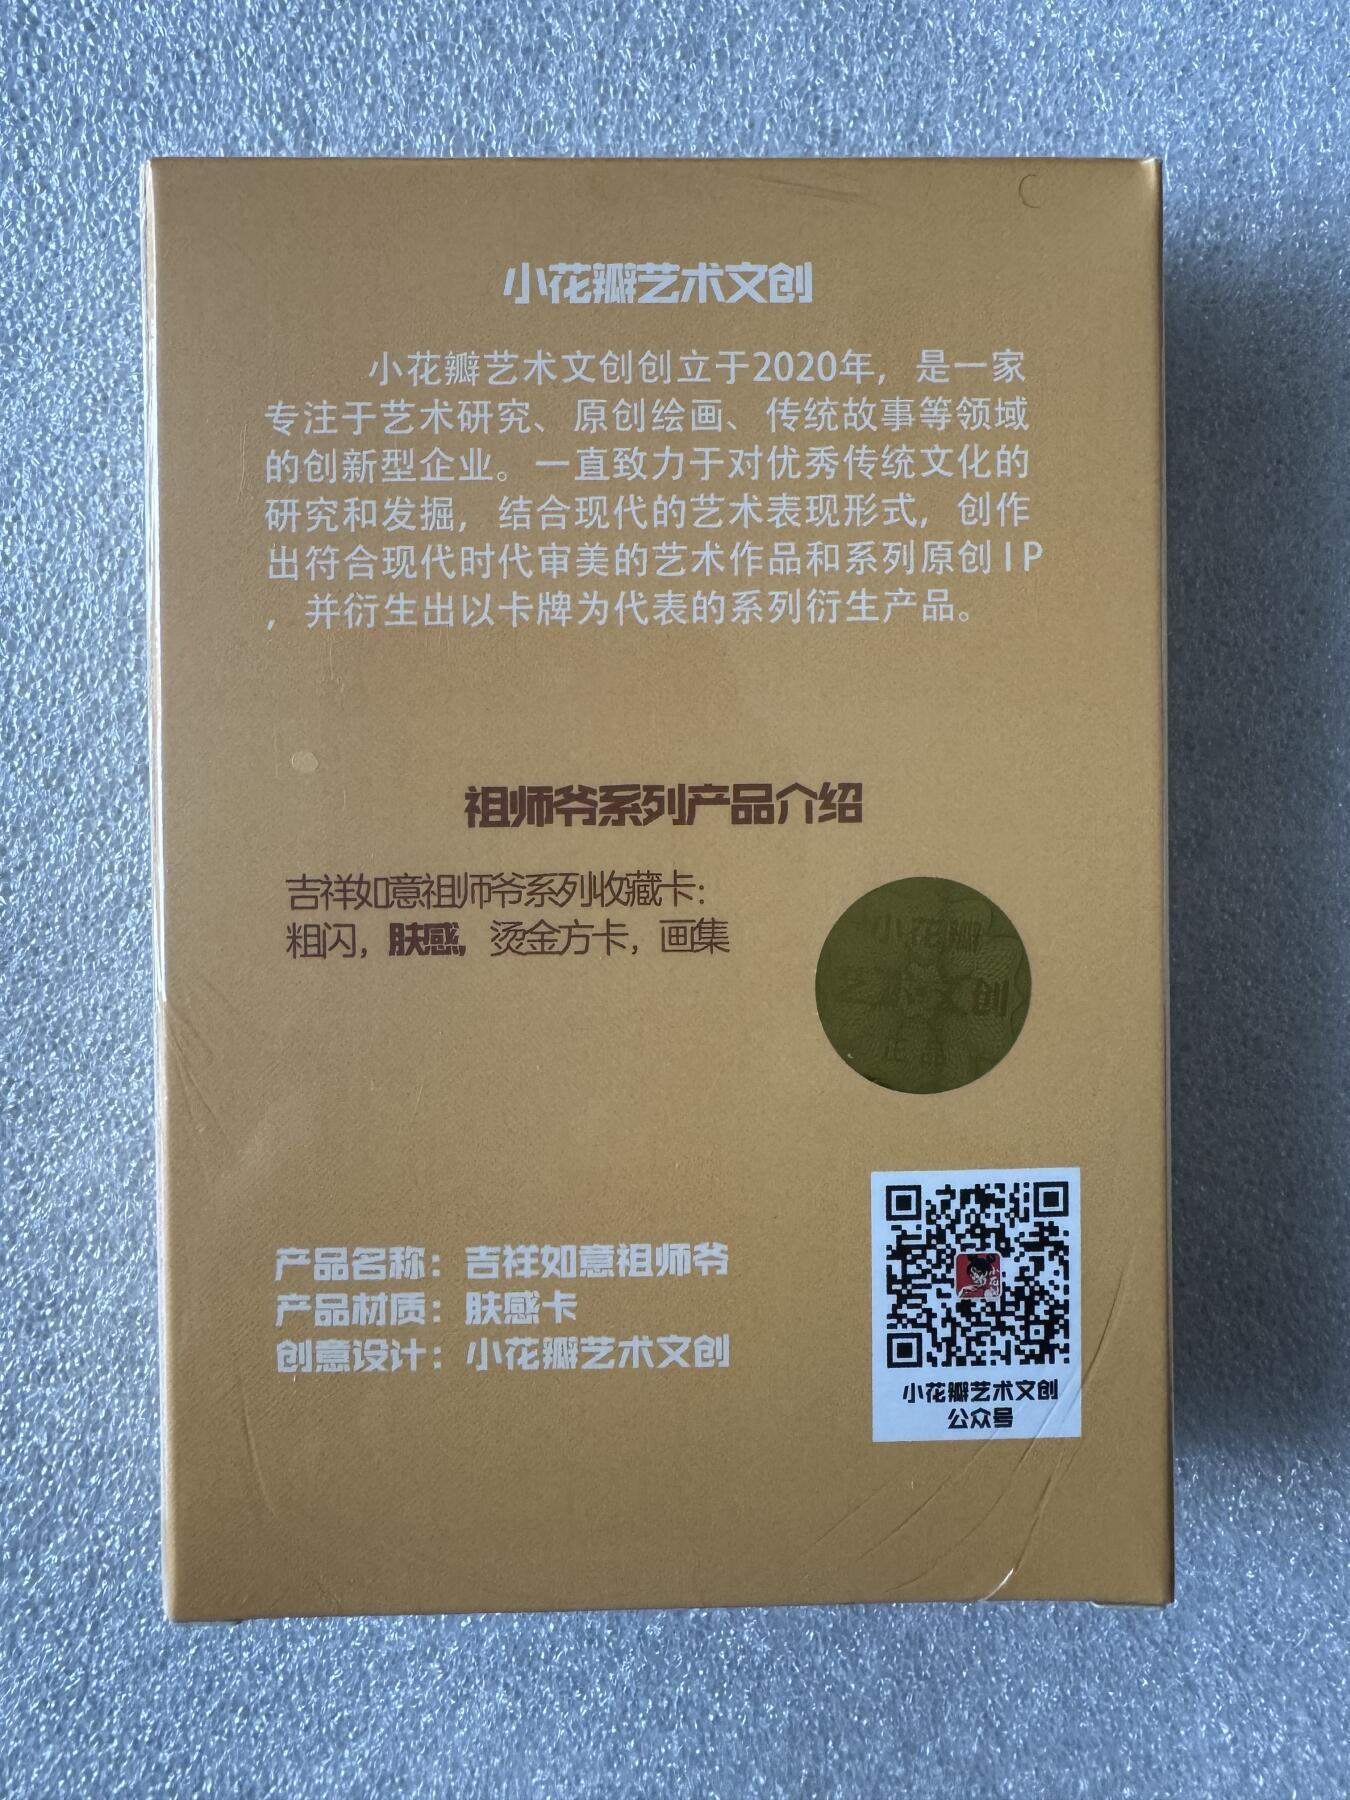 小花瓣艺术文创
小花瓣艺术文创创立于2020年，是一家
专注于艺术研究、原创绘画、传统故事等领域
的创新型企业。一直致力于对优秀传统文化的
研究和发掘，结合现代的艺术表现形式，创作
出符合现代时代审美的艺术作品和系列原创IP
，并衍生出以卡牌为代表的系列衍生产品。
祖师爷系列产品介绍
吉祥如意祖师爷系列收藏卡：
粗闪，肤感，烫金方卡，画集
小花瓣
艺术文创
正品
产品名称：吉祥如意祖师爷
产品材质：肤感卡
创意设计：小花瓣艺术文创
小花瓣艺术文创
公众号